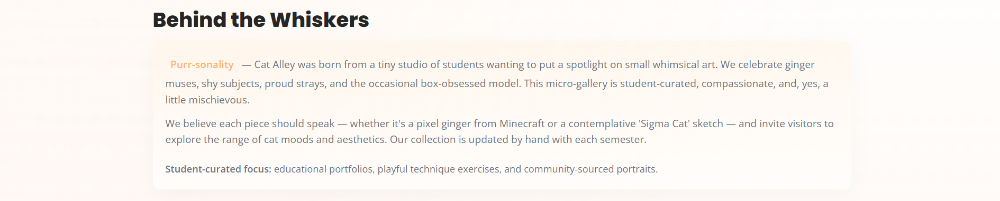 Behind the Whiskers
Purr-sonality — Cat Alley was born from a tiny studio of students wanting to put a spotlight on small whimsical art. We celebrate ginger
muses, shy subjects, proud strays, and the occasional box-obsessed model. This micro-gallery is student-curated, compassionate, and, yes, a
little mischievous.
We believe each piece should speak — whether it's a pixel ginger from Minecraft or a contemplative 'Sigma Cat' sketch — and invite visitors to
explore the range of cat moods and aesthetics. Our collection is updated by hand with each semester.
Student-curated focus: educational portfolios, playful technique exercises, and community-sourced portraits.